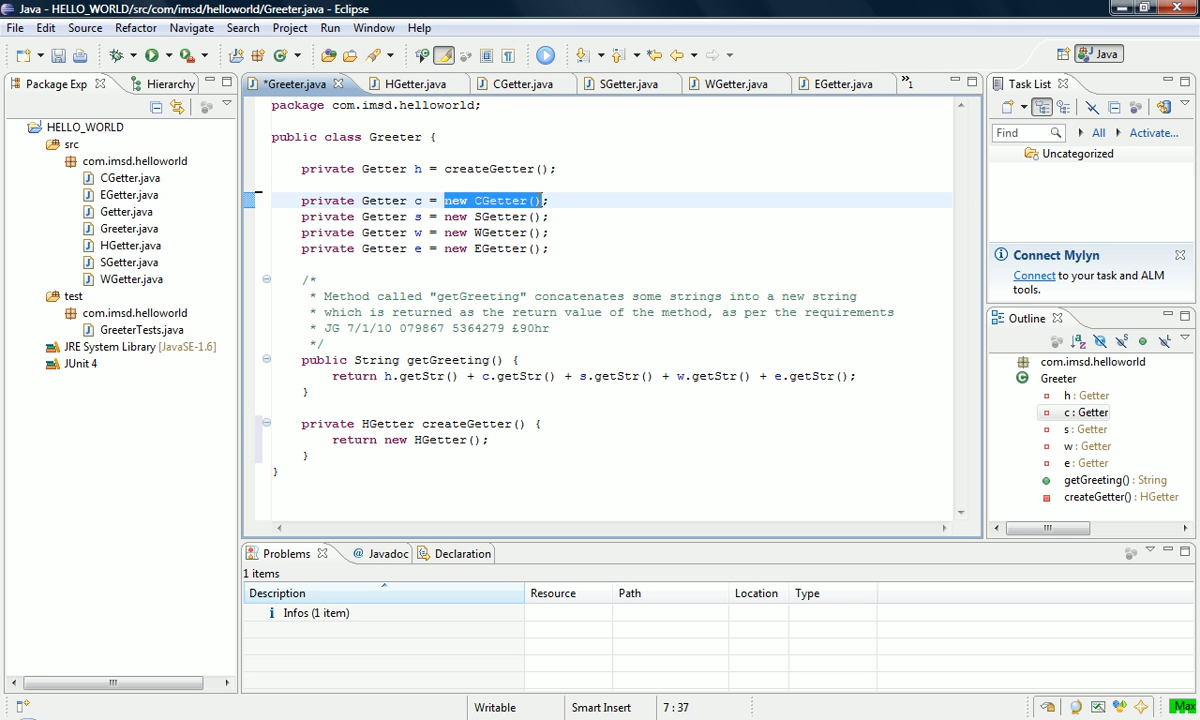 Java - HELLO_WORLD/src/com/imsd/helloworld/Greeter.java - Eclipse
File Edit Source Refactor Navigate Search Project Run Window Help
Java
Package Exp
Hierarchy
HELLO_WORLD
src
com.imsd.helloworld
CGetter.java
EGetter.java
Getter.java
Greeter.java
HGetter.java
SGetter.java
WGetter.java
test
com.imsd.helloworld
GreeterTests.java
JRE System Library [JavaSE-1.6]
JUnit 4
*Greeter.java HGetter.java CGetter.java SGetter.java WGetter.java EGetter.java »1
package com.imsd.helloworld;
public class Greeter {
private Getter h = createGetter();
private Getter c = new CGetter();
private Getter s = new SGetter();
private Getter w = new WGetter();
private Getter e = new EGetter();
/*
* Method called "getGreeting" concatenates some strings into a new string
* which is returned as the return value of the method, as per the requirements
* JG 7/1/10 079867 5364279 £90hr
*/
public String getGreeting() {
return h.getStr() + c.getStr() + s.getStr() + w.getStr() + e.getStr();
}
private HGetter createGetter() {
return new HGetter();
}
}
Task List
Find All Activate...
Uncategorized
Connect Mylyn
Connect to your task and ALM
tools.
Outline
com.imsd.helloworld
Greeter
h : Getter
c : Getter
s : Getter
w : Getter
e : Getter
getGreeting() : String
createGetter() : HGetter
Problems @ Javadoc Declaration
1 items
Description Resource Path Location Type
i Infos (1 item)
Writable Smart Insert 7 : 37
Max